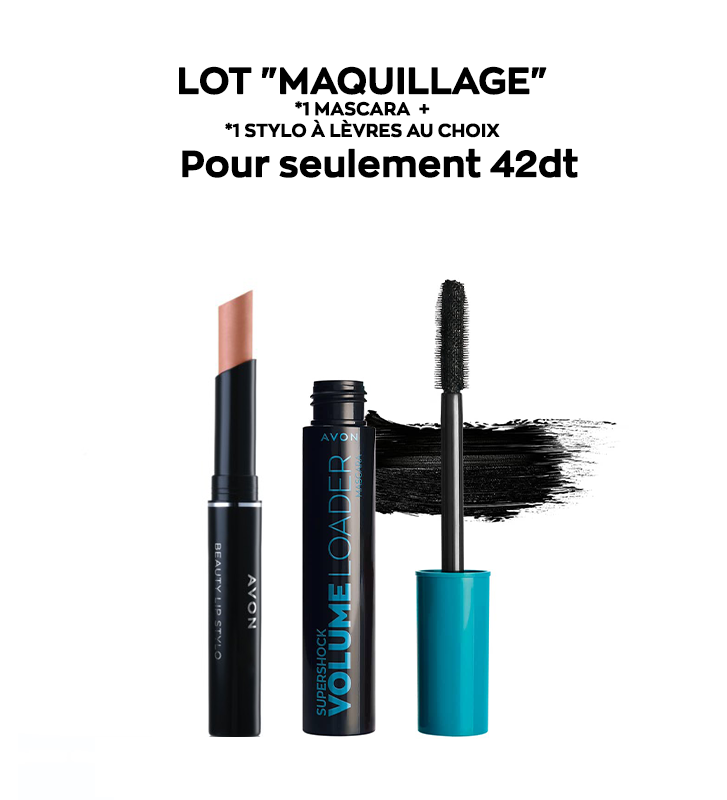 LOT "MAQUILLAGE"
*1 MASCARA +
*1 STYLO À LÈVRES AU CHOIX
Pour seulement 42dt
AVON
BEAUTY LIP STYLO
AVON
SUPERSHOCK
VOLUME LOADER
MASCARA